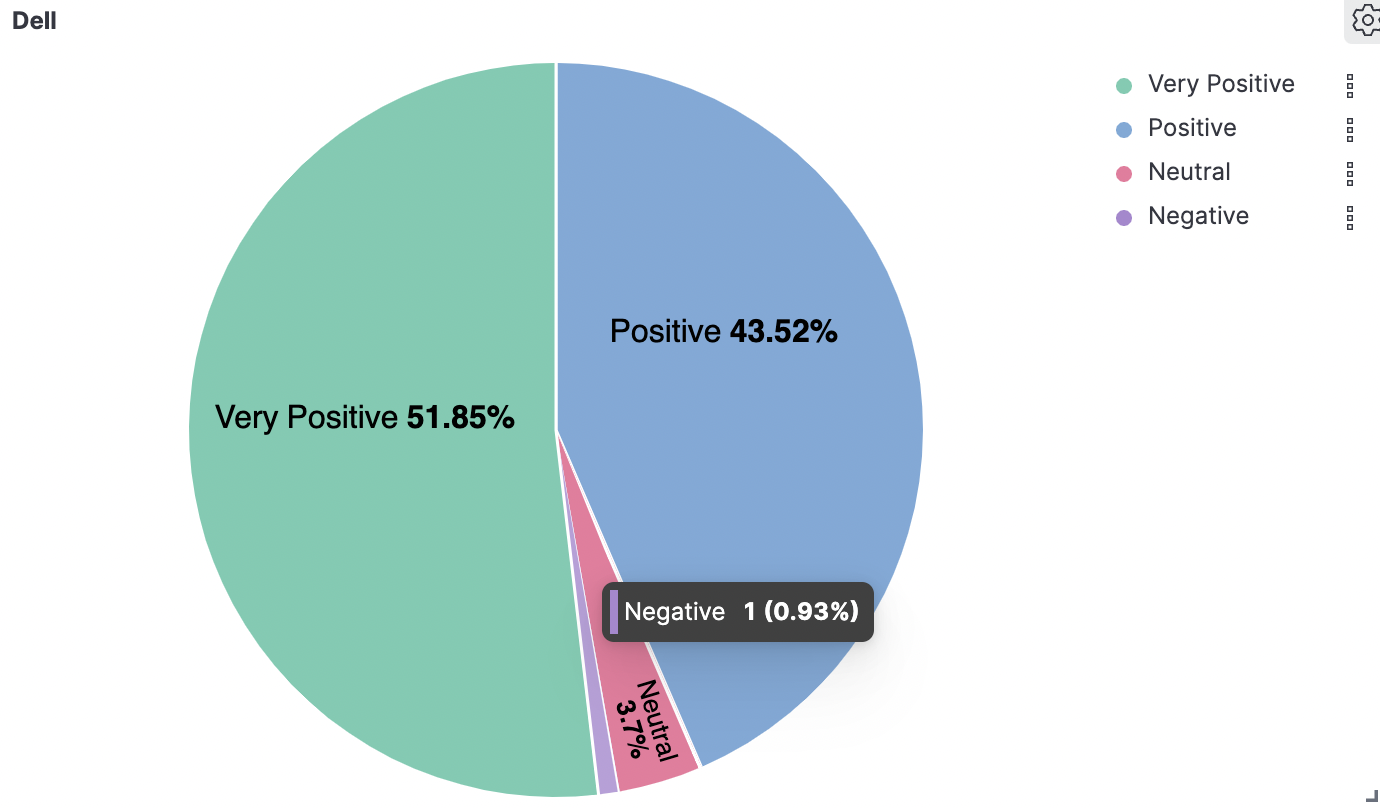 Dell
Very Positive
Positive
Neutral
Negative
Positive 43.52%
Very Positive 51.85%
Negative 1 (0.93%)
Neutral
3.7%